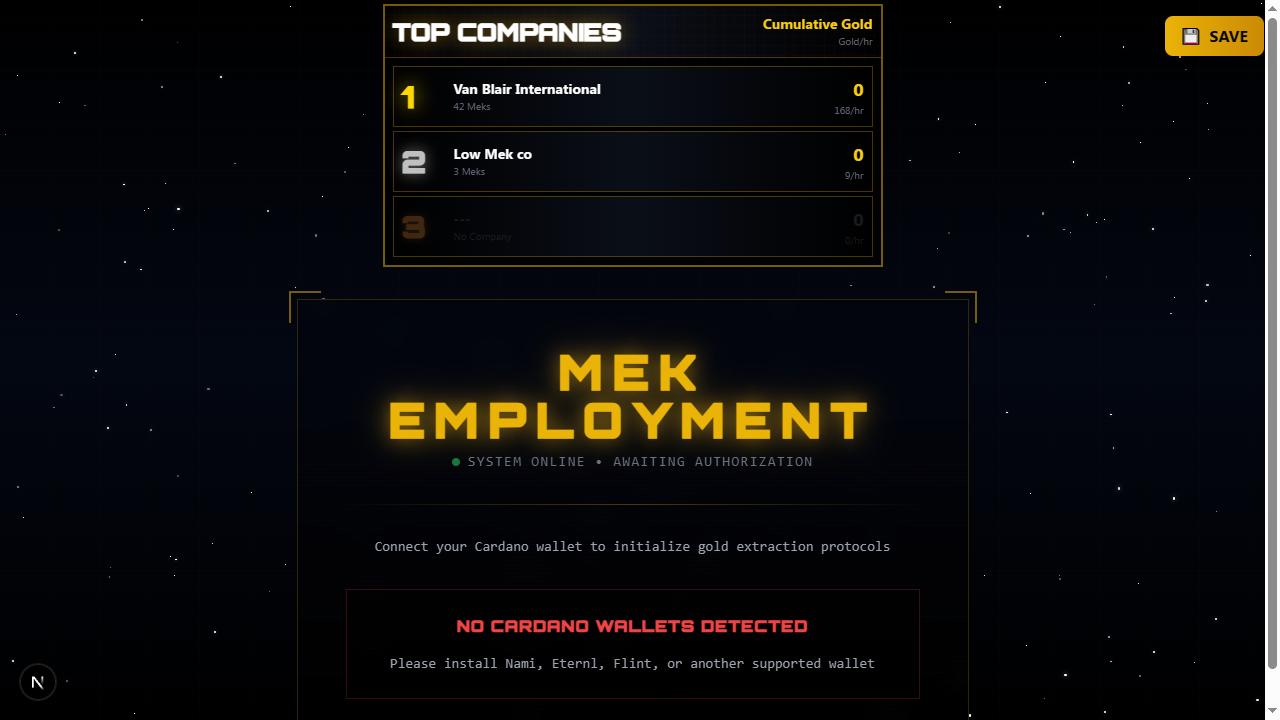 TOP COMPANIES
Cumulative Gold
Gold/hr
1
Van Blair International
42 Meks
0
168/hr
2
Low Mek co
3 Meks
0
9/hr
3
---
No Company
0
0/hr
SAVE
MEK
EMPLOYMENT
SYSTEM ONLINE • AWAITING AUTHORIZATION
Connect your Cardano wallet to initialize gold extraction protocols
NO CARDANO WALLETS DETECTED
Please install Nami, Eternl, Flint, or another supported wallet
N